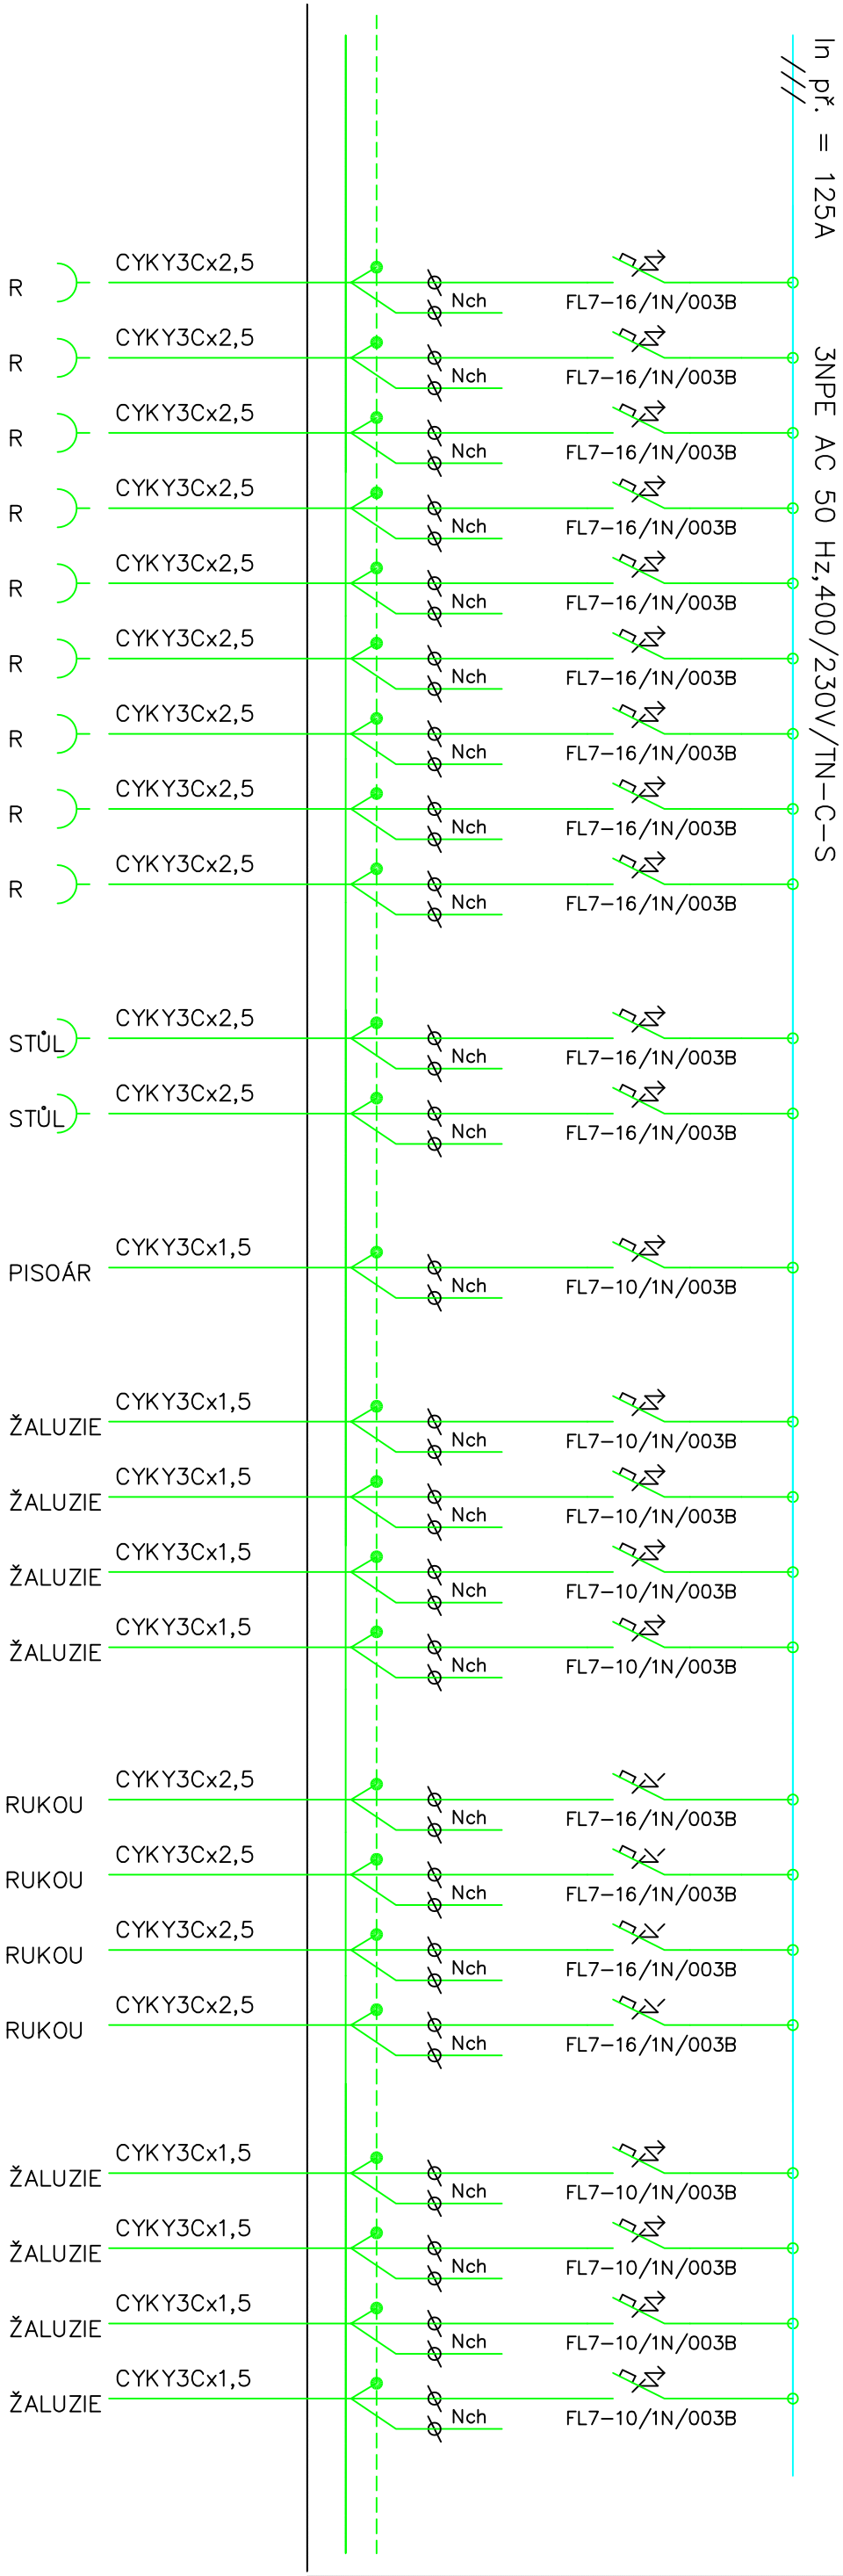 In př. = 125A
3NPE AC 50 Hz,400/230V/TN-C-S
CYKY3Cx2,5
R
Nch
FL7-16/1N/003B
CYKY3Cx2,5
R
Nch
FL7-16/1N/003B
CYKY3Cx2,5
R
Nch
FL7-16/1N/003B
CYKY3Cx2,5
R
Nch
FL7-16/1N/003B
CYKY3Cx2,5
R
Nch
FL7-16/1N/003B
CYKY3Cx2,5
R
Nch
FL7-16/1N/003B
CYKY3Cx2,5
R
Nch
FL7-16/1N/003B
CYKY3Cx2,5
R
Nch
FL7-16/1N/003B
CYKY3Cx2,5
R
Nch
FL7-16/1N/003B
CYKY3Cx2,5
STŮL
Nch
FL7-16/1N/003B
CYKY3Cx2,5
STŮL
Nch
FL7-16/1N/003B
CYKY3Cx1,5
PISOÁR
Nch
FL7-10/1N/003B
CYKY3Cx1,5
ŽALUZIE
Nch
FL7-10/1N/003B
CYKY3Cx1,5
ŽALUZIE
Nch
FL7-10/1N/003B
CYKY3Cx1,5
ŽALUZIE
Nch
FL7-10/1N/003B
CYKY3Cx1,5
ŽALUZIE
Nch
FL7-10/1N/003B
CYKY3Cx2,5
RUKOU
Nch
FL7-16/1N/003B
CYKY3Cx2,5
RUKOU
Nch
FL7-16/1N/003B
CYKY3Cx2,5
RUKOU
Nch
FL7-16/1N/003B
CYKY3Cx2,5
RUKOU
Nch
FL7-16/1N/003B
CYKY3Cx1,5
ŽALUZIE
Nch
FL7-10/1N/003B
CYKY3Cx1,5
ŽALUZIE
Nch
FL7-10/1N/003B
CYKY3Cx1,5
ŽALUZIE
Nch
FL7-10/1N/003B
CYKY3Cx1,5
ŽALUZIE
Nch
FL7-10/1N/003B